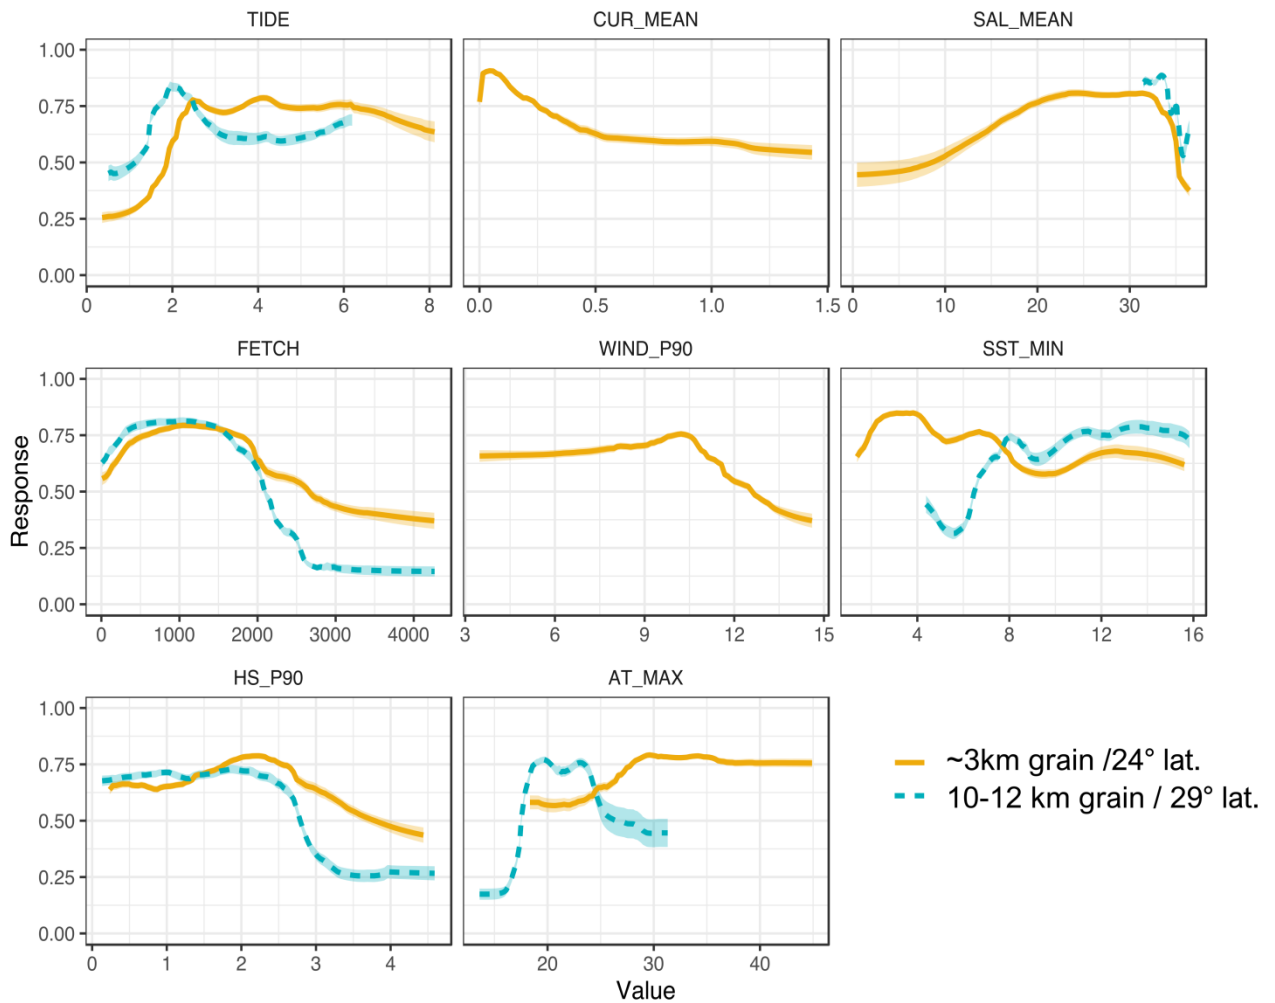 TIDE CUR_MEAN SAL_MEAN
1.00
0.75
0.50
0.25
0.00
0 2 4 6 8 0.0 0.5 1.0 1.5 0 10 20 30
FETCH WIND_P90 SST_MIN
1.00
0.75
0.50
0.25
0.00
Response
0 1000 2000 3000 4000 3 6 9 12 15 4 8 12 16
HS_P90 AT_MAX
1.00
0.75
0.50
0.25
0.00
0 1 2 3 4 20 30 40
Value
~3km grain /24° lat.
10-12 km grain / 29° lat.